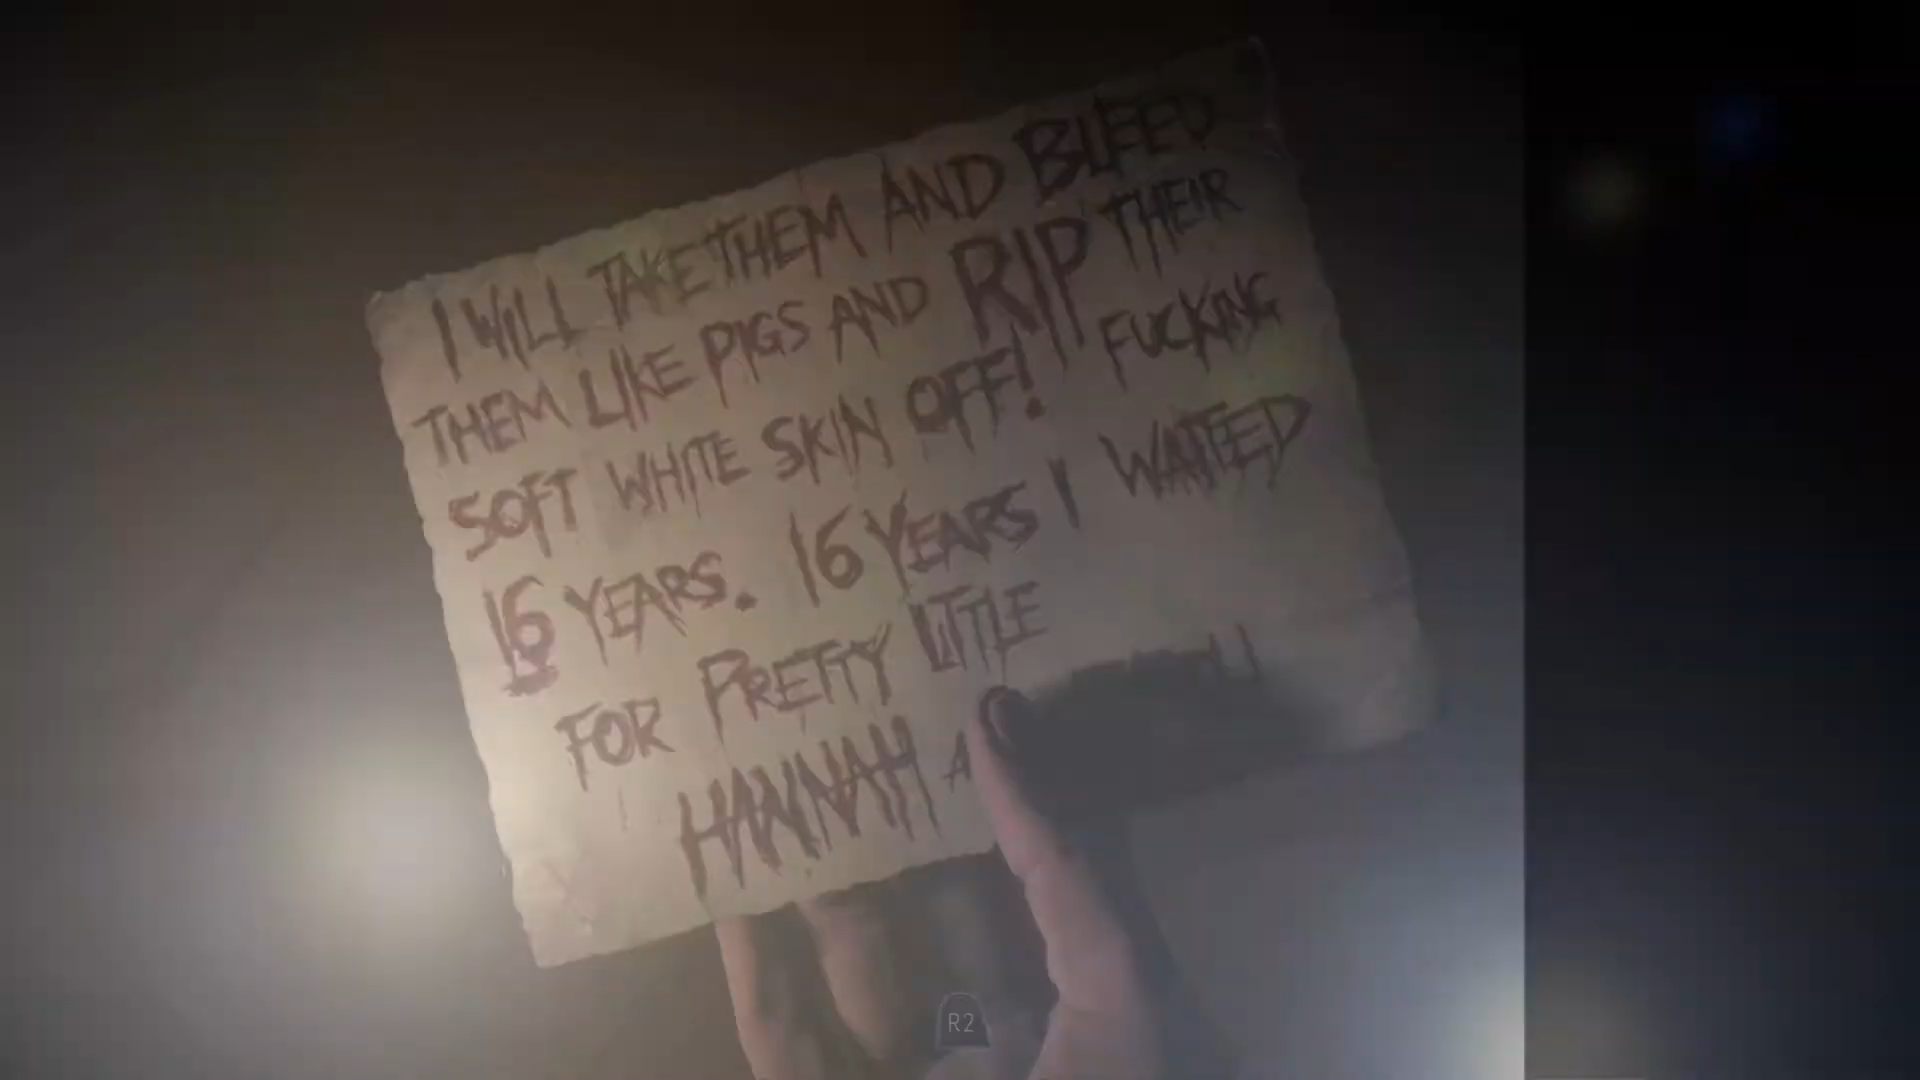 I WILL TAKE THEM AND BLEED
THEM LIKE PIGS AND RIP THEIR
SOFT WHITE SKIN OFF! FUCKING
16 YEARS. 16 YEARS I WAITED
FOR PRETTY LITTLE
HANNAH
R2